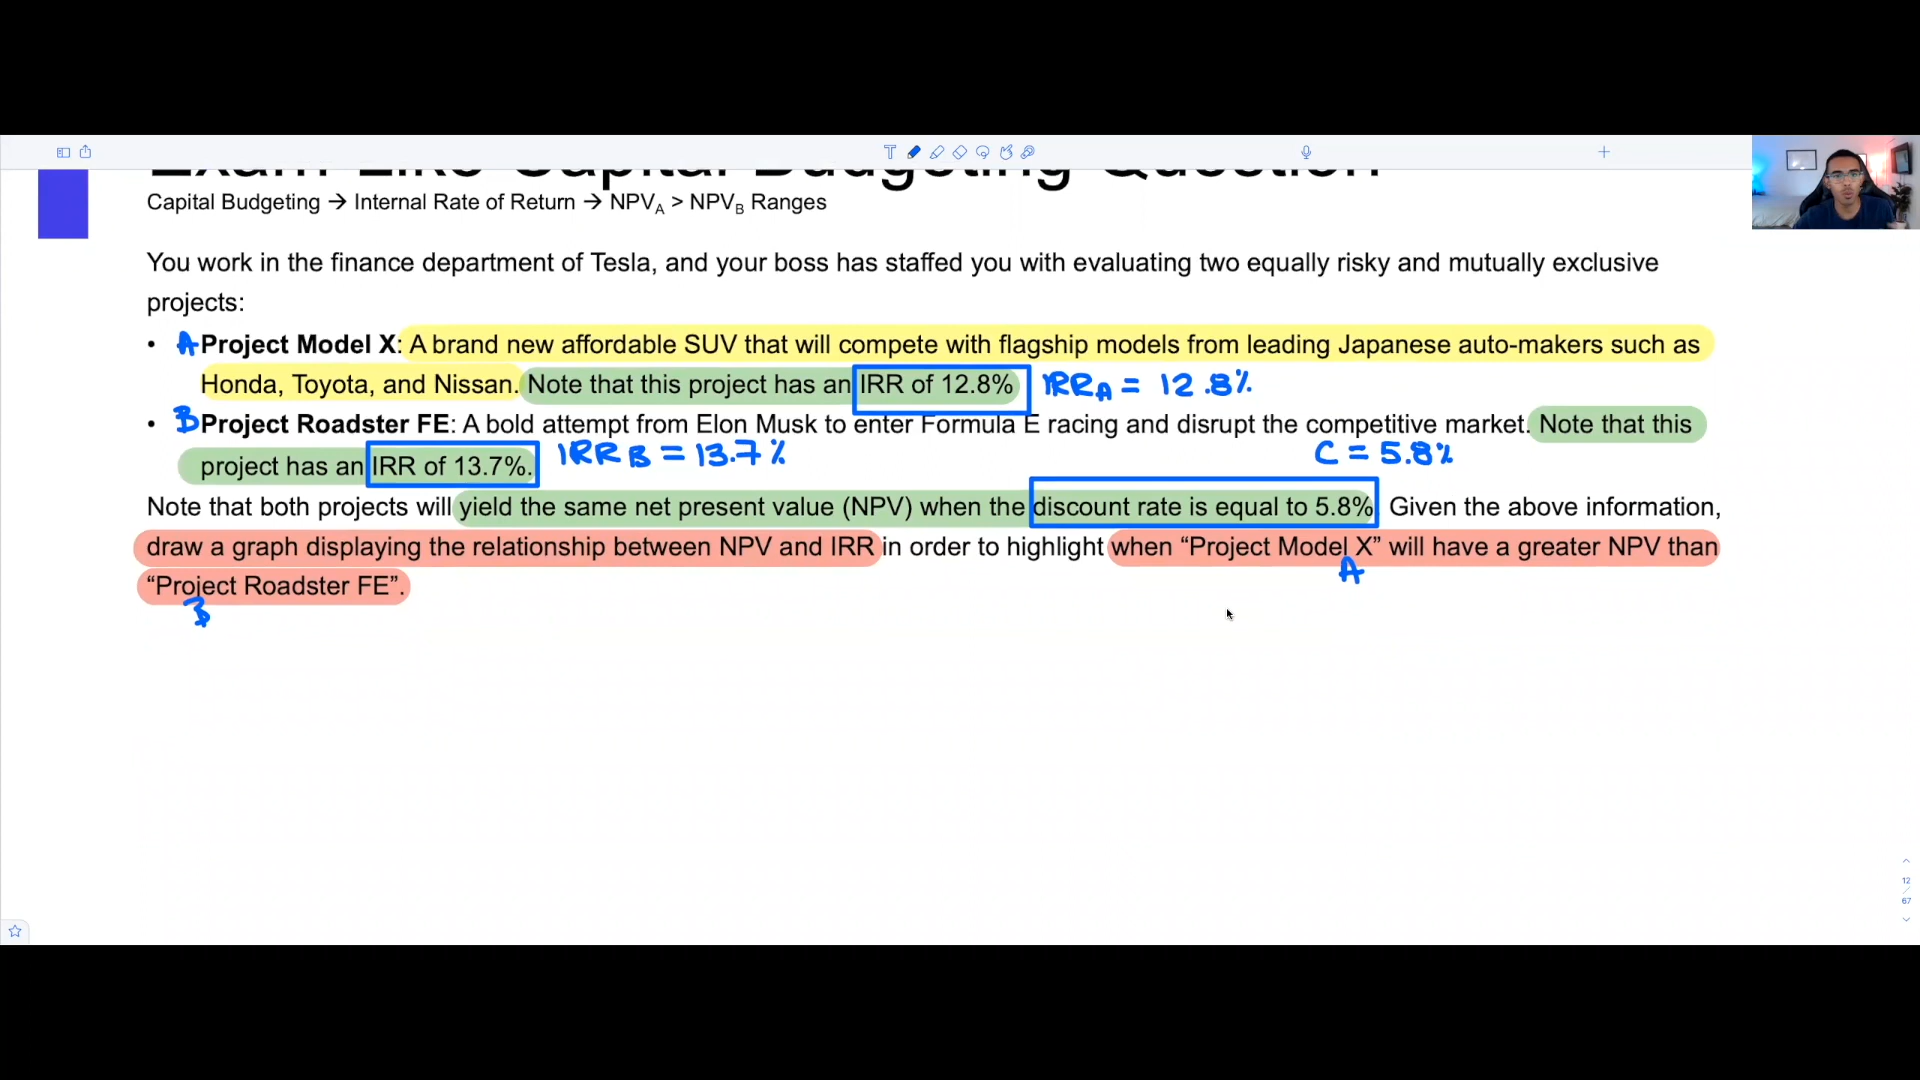 Exam-Like Capital Budgeting Question
Capital Budgeting → Internal Rate of Return → NPVA > NPVB Ranges
You work in the finance department of Tesla, and your boss has staffed you with evaluating two equally risky and mutually exclusive
projects:
• A Project Model X: A brand new affordable SUV that will compete with flagship models from leading Japanese auto-makers such as
Honda, Toyota, and Nissan. Note that this project has an IRR of 12.8% IRRA = 12.8%
• B Project Roadster FE: A bold attempt from Elon Musk to enter Formula E racing and disrupt the competitive market. Note that this
project has an IRR of 13.7%. IRRB = 13.7% C = 5.8%
Note that both projects will yield the same net present value (NPV) when the discount rate is equal to 5.8% Given the above information,
draw a graph displaying the relationship between NPV and IRR in order to highlight when “Project Model X” will have a greater NPV than
A
“Project Roadster FE”.
B
12
67